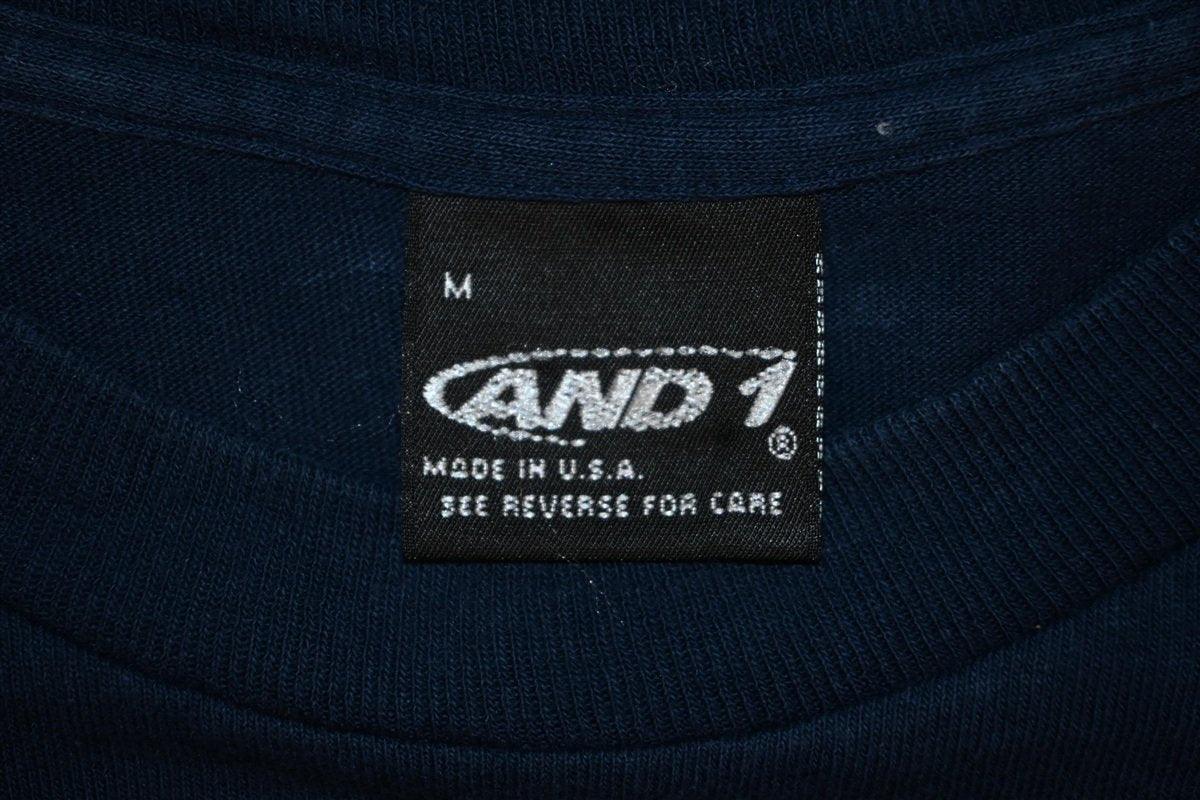 M
AND 1
®
MADE IN U.S.A.
SEE REVERSE FOR CARE